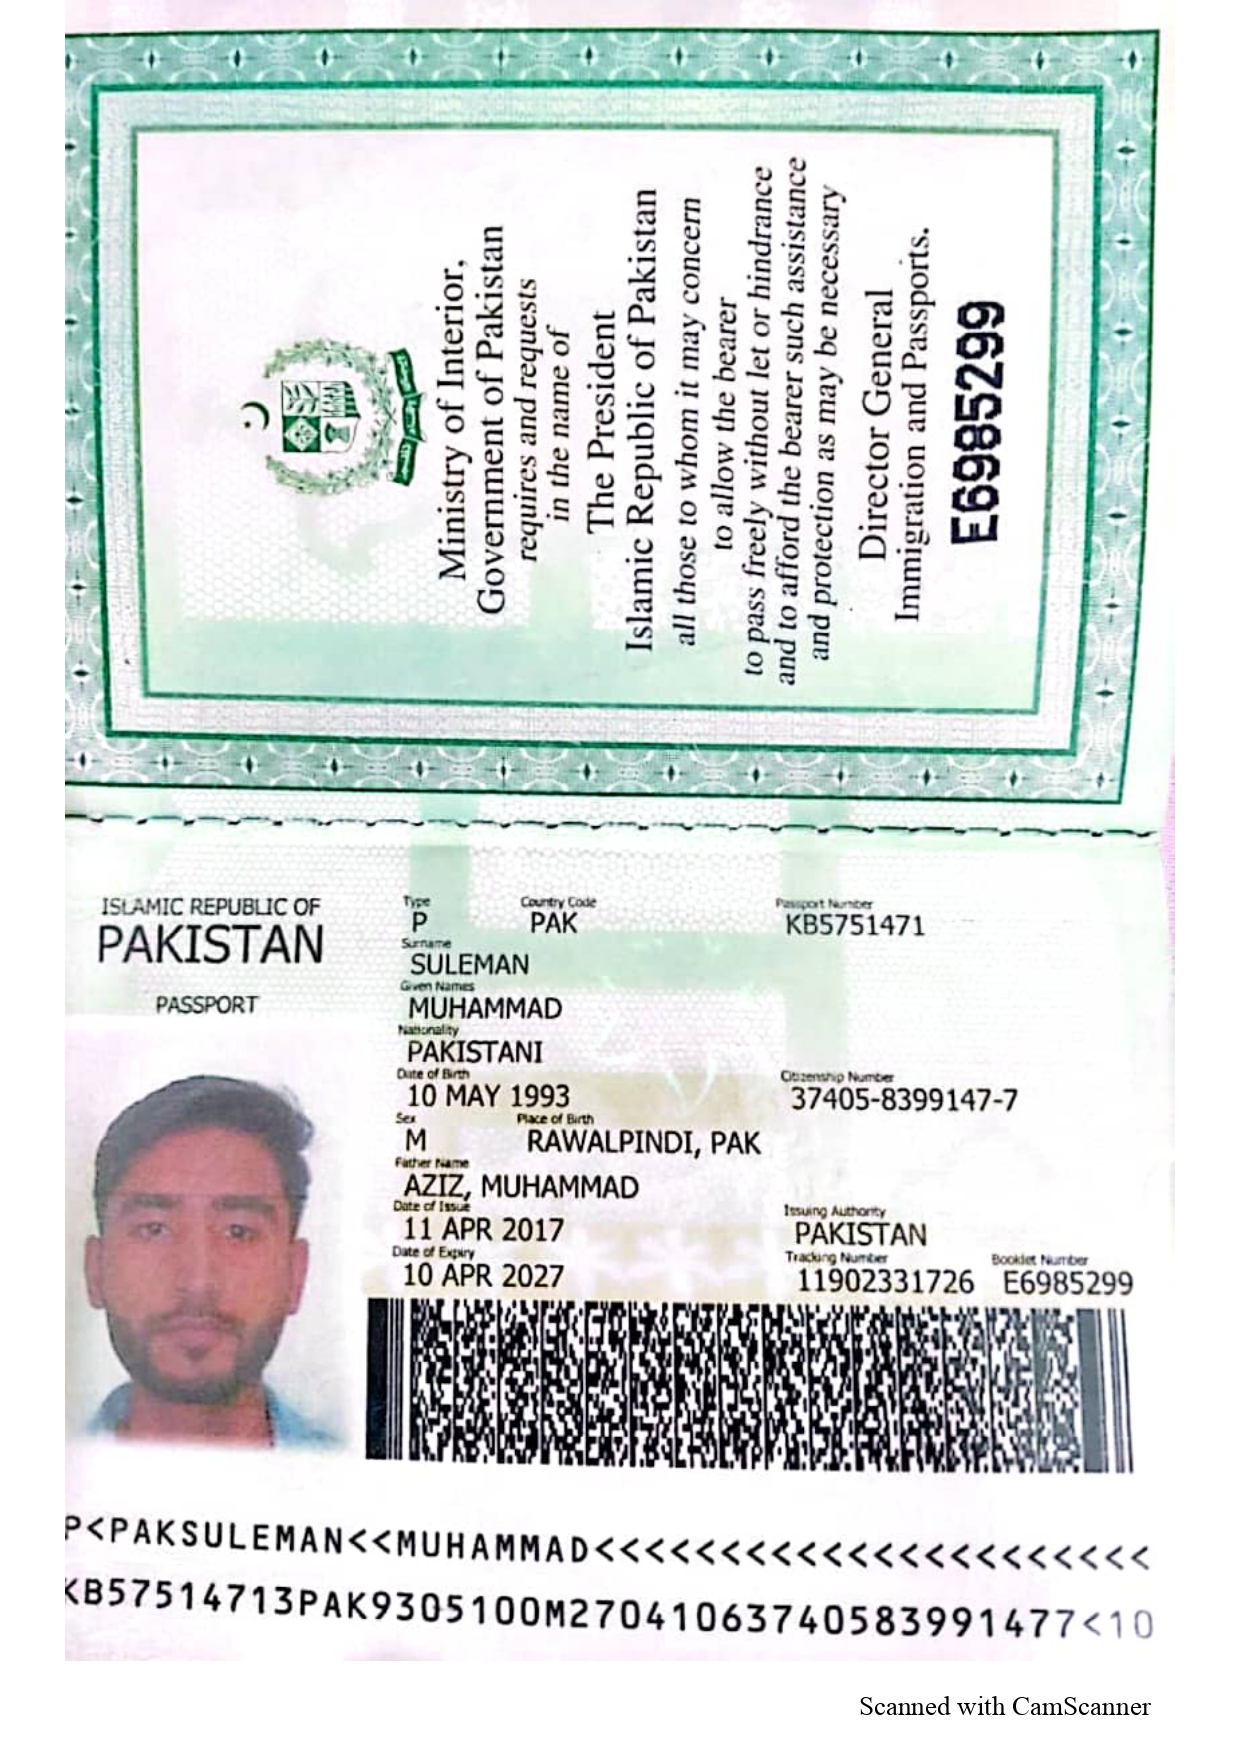 Ministry of Interior,
Government of Pakistan
requires and requests
in the name of
The President
Islamic Republic of Pakistan
all those to whom it may concern
to allow the bearer
to pass freely without let or hindrance
and to afford the bearer such assistance
and protection as may be necessary
Director General
Immigration and Passports.
E6985299
ISLAMIC REPUBLIC OF
PAKISTAN
PASSPORT
Type Country Code Passport Number
P PAK KB5751471
Surname
SULEMAN
Given Names
MUHAMMAD
Nationality
PAKISTANI
Date of Birth Citizenship Number
10 MAY 1993 37405-8399147-7
Sex Place of Birth
M RAWALPINDI, PAK
Father Name
AZIZ, MUHAMMAD
Date of Issue Issuing Authority
11 APR 2017 PAKISTAN
Date of Expiry Tracking Number Booklet Number
10 APR 2027 11902331726 E6985299
P<PAKSULEMAN<<MUHAMMAD<<<<<<<<<<<<<<<<<<<<<<
KB57514713PAK9305100M2704106374058399147​7<10
Scanned with CamScanner